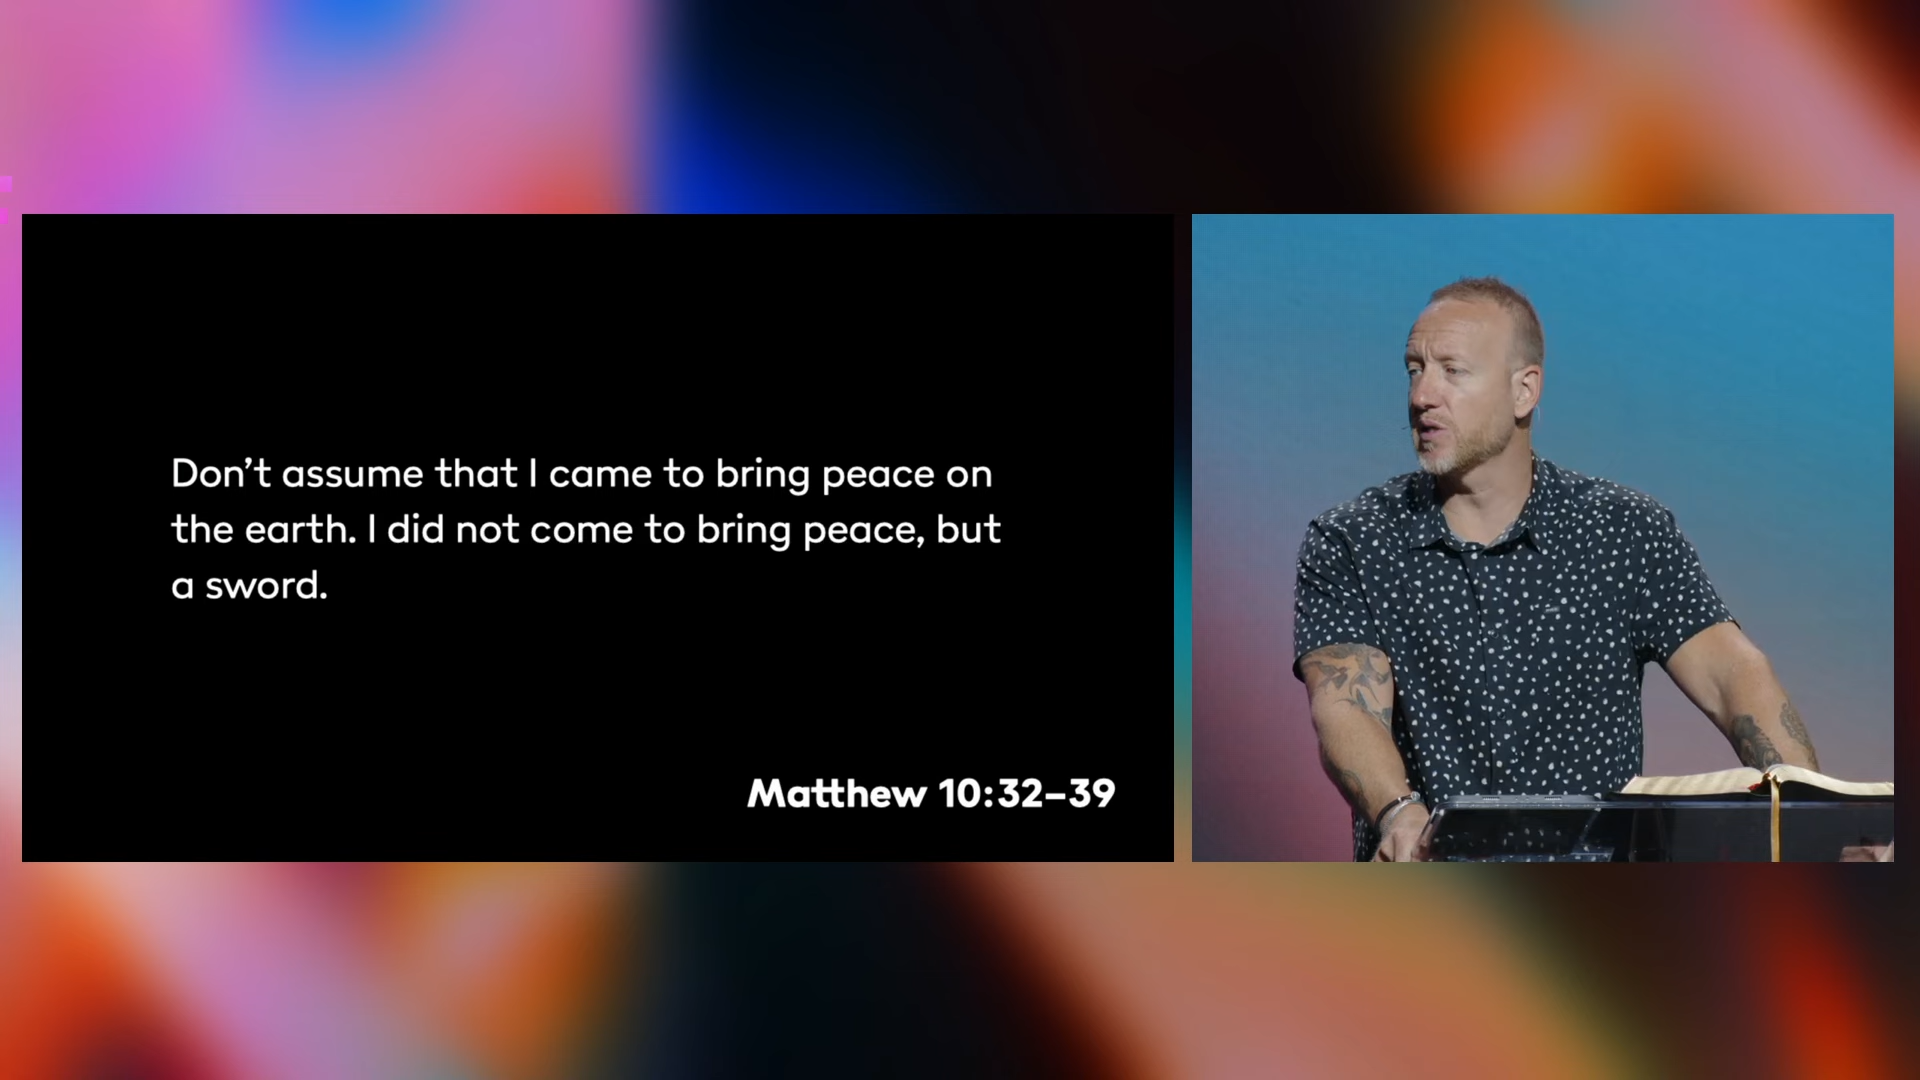 Don’t assume that I came to bring peace on
the earth. I did not come to bring peace, but
a sword.
Matthew 10:32–39